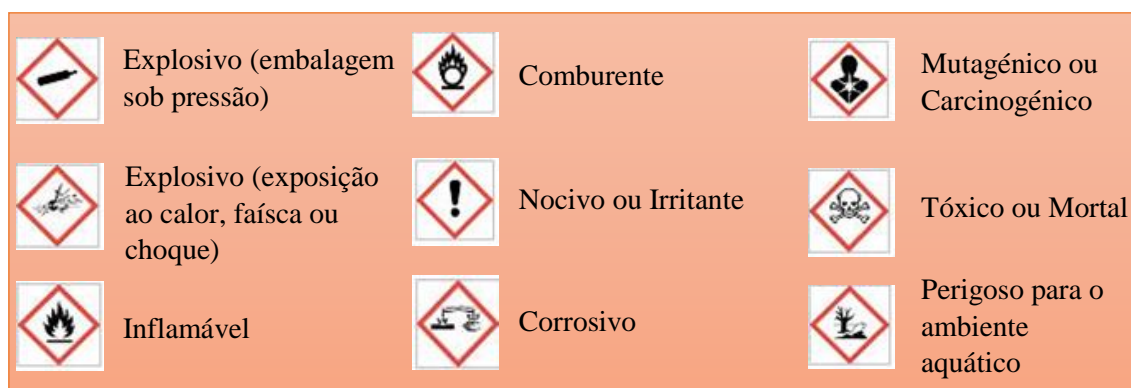 Explosivo (embalagem
sob pressão)
Comburente
Mutagénico ou
Carcinogénico
Explosivo (exposição
ao calor, faísca ou
choque)
Nocivo ou Irritante
Tóxico ou Mortal
Inflamável
Corrosivo
Perigoso para o
ambiente
aquático